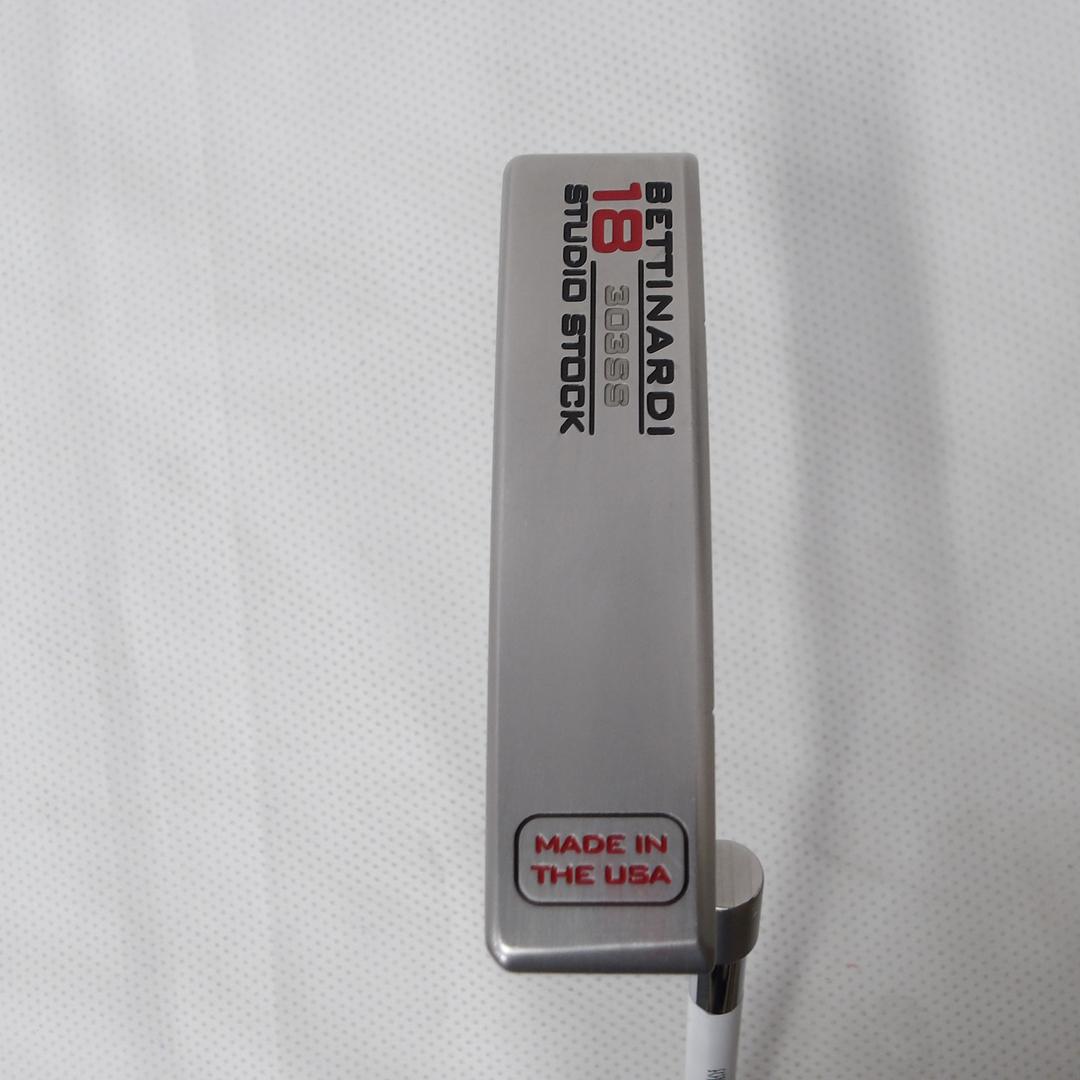 BETTINARDI
18 303SS
STUDIO STOCK
MADE IN
THE USA